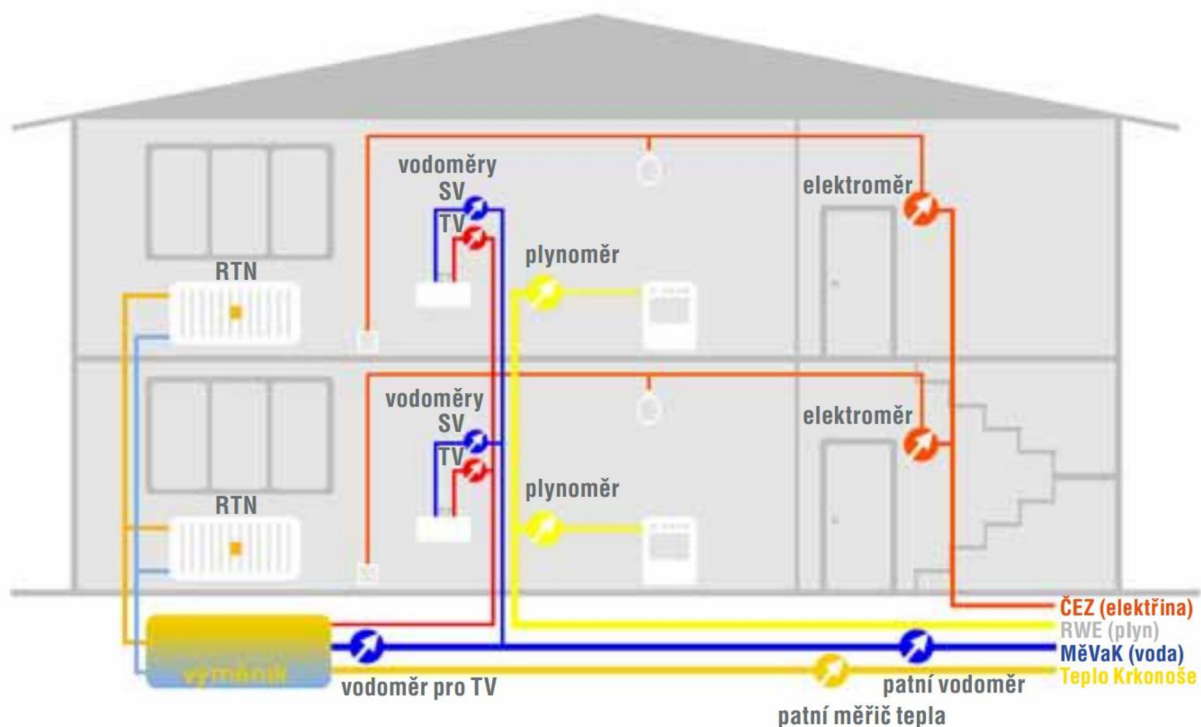 vodoměry
SV
TV
elektroměr
plynoměr
RTN
vodoměry
SV
TV
elektroměr
plynoměr
RTN
ČEZ (elektřina)
RWE (plyn)
MěVaK (voda)
Teplo Krkonoše
výměník
vodoměr pro TV
patní vodoměr
patní měřič tepla